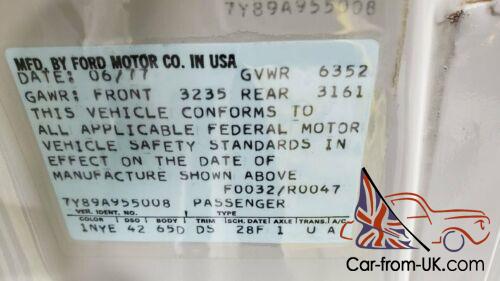 7Y89A955008
MFD. BY FORD MOTOR CO. IN USA
DATE: 06/77 GVWR 6352
GAWR: FRONT 3235 REAR 3161
THIS VEHICLE CONFORMS TO
ALL APPLICABLE FEDERAL MOTOR
VEHICLE SAFETY STANDARDS IN
EFFECT ON THE DATE OF
MANUFACTURE SHOWN ABOVE
F0032/R0047
7Y89A955008 PASSENGER
VEH. IDENT. NO. TYPE
COLOR DSO BODY TRIM SCH. DATE AXLE TRANS. A/C
1NYE 42 65D DS 28F 1 U A
Car-from-UK.com